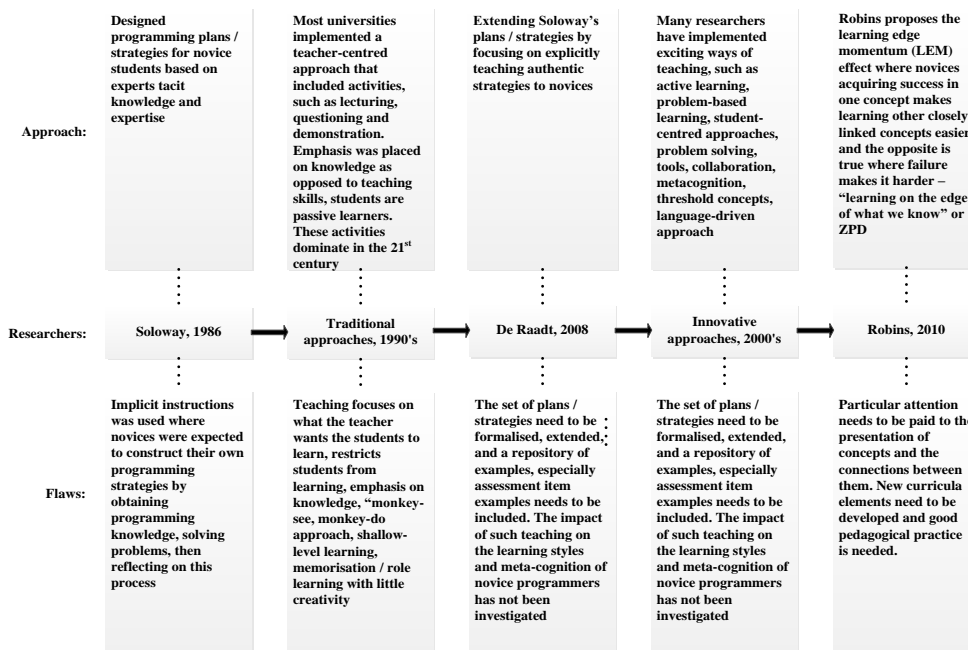 Approach:
Designed
programming plans /
strategies for novice
students based on
experts tacit
knowledge and
expertise
Most universities
implemented a
teacher-centred
approach that
included activities,
such as lecturing,
questioning and
demonstration.
Emphasis was placed
on knowledge as
opposed to teaching
skills, students are
passive learners.
These activities
dominate in the 21st
century
Extending Soloway's
plans / strategies by
focusing on explicitly
teaching authentic
strategies to novices
Many researchers
have implemented
exciting ways of
teaching, such as
active learning,
problem-based
learning, student-
centred approaches,
problem solving,
tools, collaboration,
metacognition,
threshold concepts,
language-driven
approach
Robins proposes the
learning edge
momentum (LEM)
effect where novices
acquiring success in
one concept makes
learning other closely
linked concepts easier
and the opposite is
true where failure
makes it harder –
“learning on the edge
of what we know” or
ZPD
Researchers:
Soloway, 1986
Traditional
approaches, 1990's
De Raadt, 2008
Innovative
approaches, 2000's
Robins, 2010
Flaws:
Implicit instructions
was used where
novices were expected
to construct their own
programming
strategies by
obtaining
programming
knowledge, solving
problems, then
reflecting on this
process
Teaching focuses on
what the teacher
wants the students to
learn, restricts
students from
learning, emphasis on
knowledge, “monkey-
see, monkey-do
approach, shallow-
level learning,
memorisation / role
learning with little
creativity
The set of plans /
strategies need to be
formalised, extended,
and a repository of
examples, especially
assessment item
examples needs to be
included. The impact
of such teaching on
the learning styles
and meta-cognition of
novice programmers
has not been
investigated
The set of plans /
strategies need to be
formalised, extended,
and a repository of
examples, especially
assessment item
examples needs to be
included. The impact
of such teaching on
the learning styles
and meta-cognition of
novice programmers
has not been
investigated
Particular attention
needs to be paid to the
presentation of
concepts and the
connections between
them. New curricula
elements need to be
developed and good
pedagogical practice
is needed.